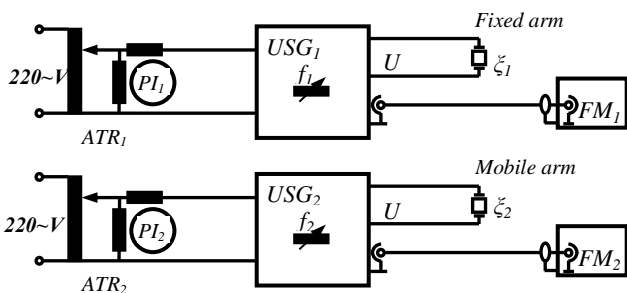 Fixed arm
USG₁
f₁
U
ξ₁
220~V
PI₁
FM₁
ATR₁
Mobile arm
USG₂
f₂
U
ξ₂
220~V
PI₂
FM₂
ATR₂